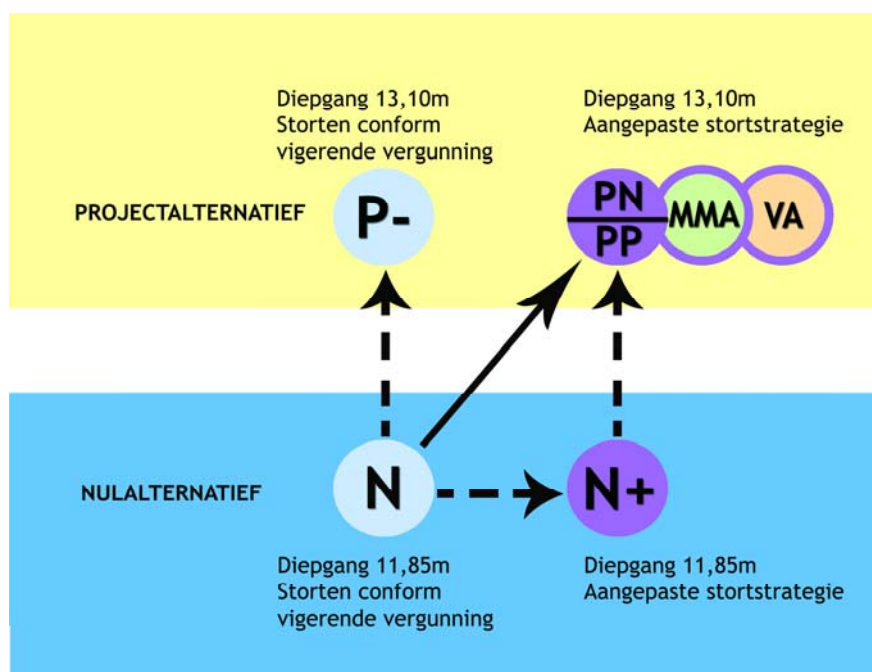 Diepgang 13,10m
Storten conform
vigerende vergunning
Diepgang 13,10m
Aangepaste stortstrategie
PROJECTALTERNATIEF
P-
PN
PP
MMA
VA
NULALTERNATIEF
N
N+
Diepgang 11,85m
Storten conform
vigerende vergunning
Diepgang 11,85m
Aangepaste stortstrategie